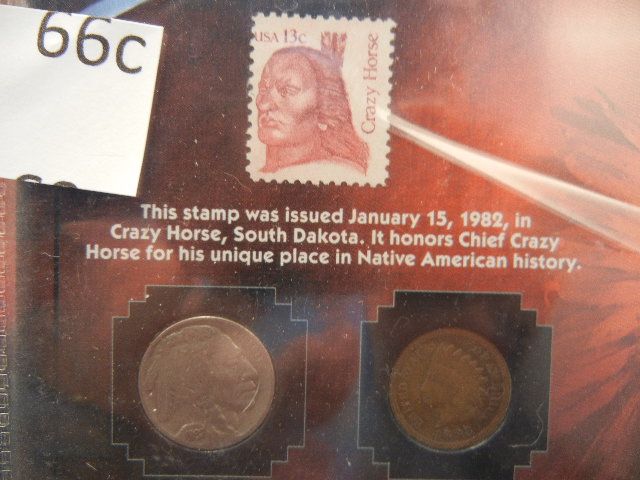 66c
USA 13c
Crazy Horse
This stamp was issued January 15, 1982, in
Crazy Horse, South Dakota. It honors Chief Crazy
Horse for his unique place in Native American history.